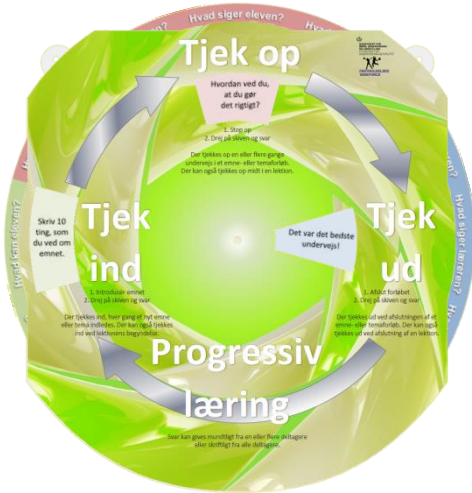 Hvad siger eleven?
Tjek op
Hvordan ved du,
at du gør
det rigtigt?
1. Stop op
2. Drej på skiven og svar
Der tjekkes op en eller flere gange
undervejs i et emne- eller temaforløb.
Der kan også tjekkes op midt i en lektion.
Hvad kan eleven?
Skriv 10
ting, som
du ved om
emnet.
Tjek
ind
1. Introducer emnet
2. Drej på skiven og svar
Der tjekkes ind, hver gang et nyt emne
eller tema indledes. Der kan også tjekkes
ind ved lektionens begyndelse.
Det var det bedste
undervejs!
Tjek
ud
1. Afslut forløbet
2. Drej på skiven og svar
Der tjekkes ud ved afslutningen af et
emne- eller temaforløb. Der kan også
tjekkes ud ved afslutning af en lektion.
Hvad siger læreren?
Progressiv
læring
Svar kan gives mundtligt fra en eller flere deltagere
eller skriftligt fra alle deltagere.